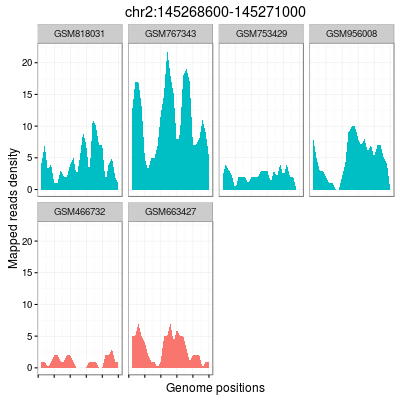 chr2:145268600-145271000
GSM818031 GSM767343 GSM753429 GSM956008
20
15
10
5
0
GSM466732 GSM663427
20
15
10
5
0
Mapped reads density
Genome positions